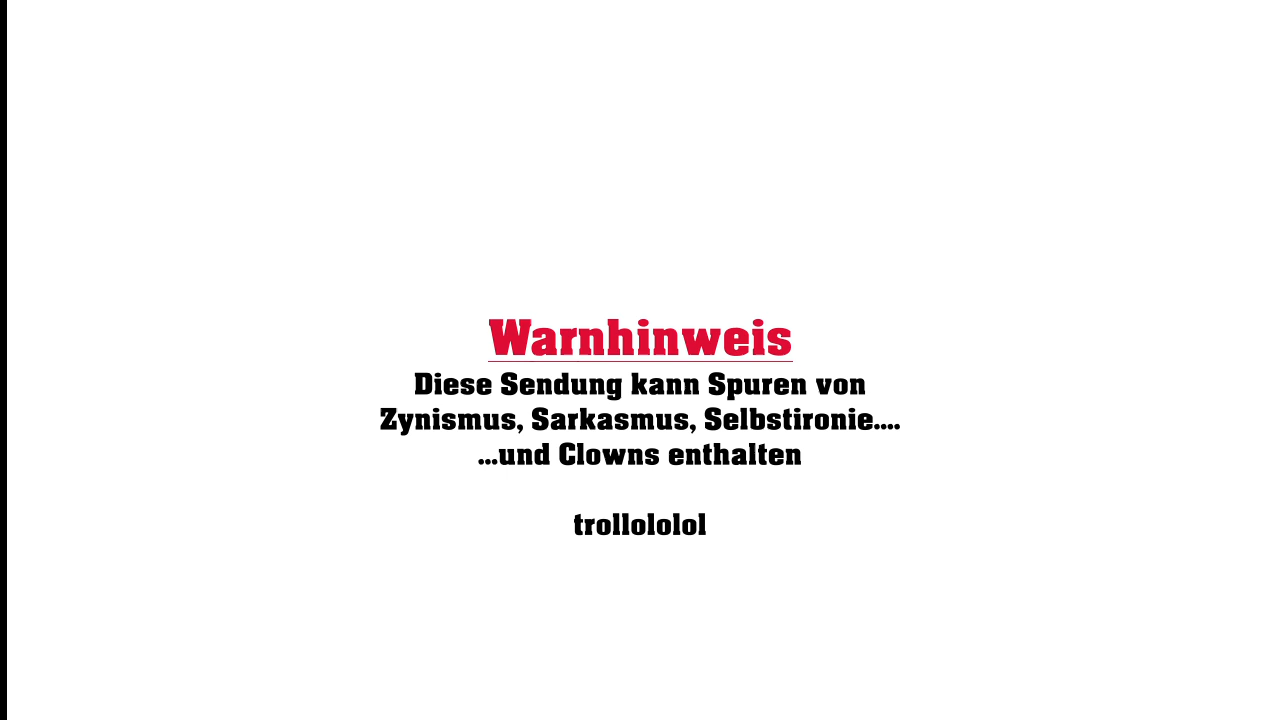 Warnhinweis
Diese Sendung kann Spuren von
Zynismus, Sarkasmus, Selbstironie....
...und Clowns enthalten
trollololol